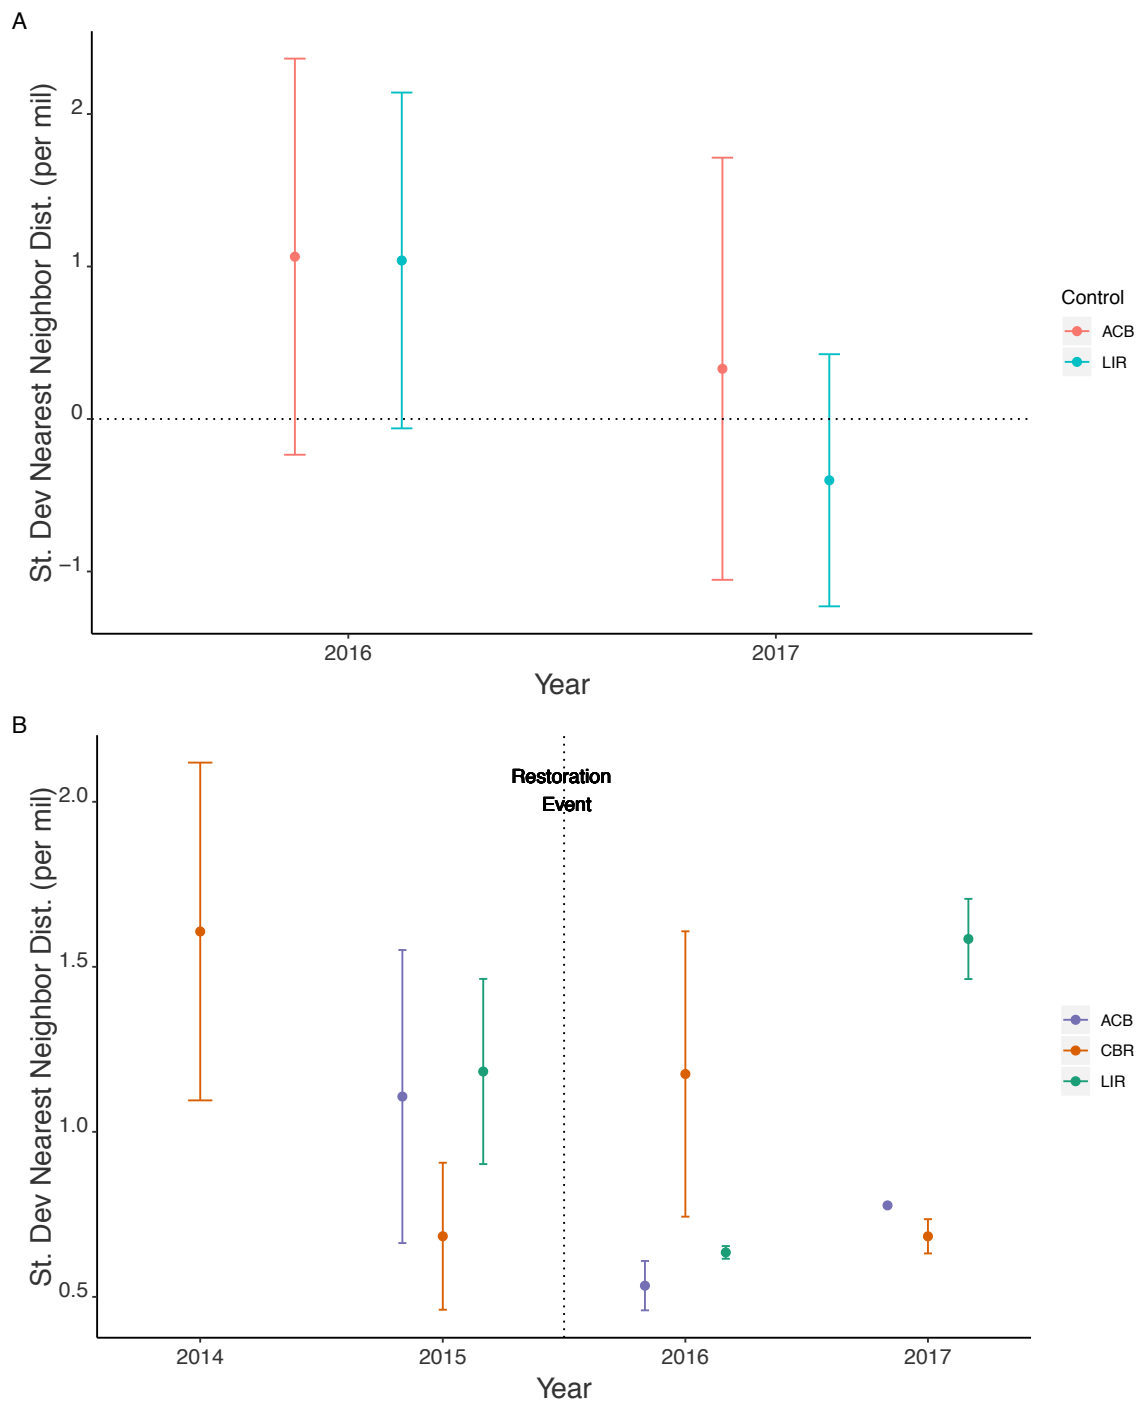 A
St. Dev Nearest Neighbor Dist. (per mil)
2
1
0
−1
2016
2017
Year
Control
ACB
LIR
B
St. Dev Nearest Neighbor Dist. (per mil)
2.0
1.5
1.0
0.5
Restoration
Event
2014
2015
2016
2017
Year
ACB
CBR
LIR